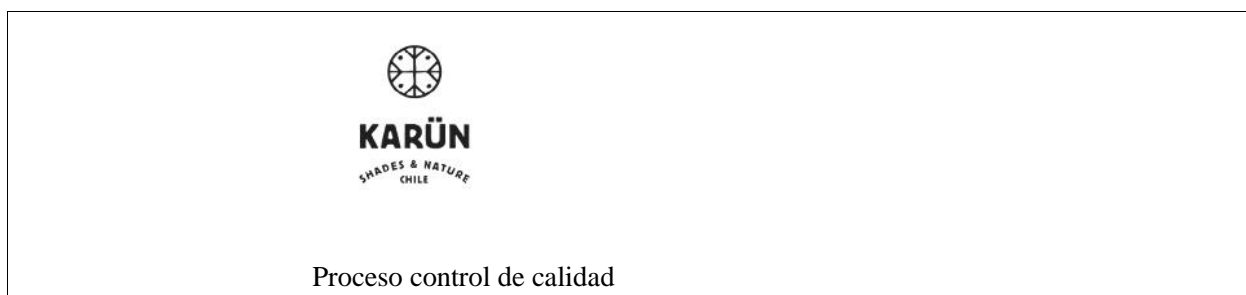 KARÜN
SHADES & NATURE
CHILE
Proceso control de calidad